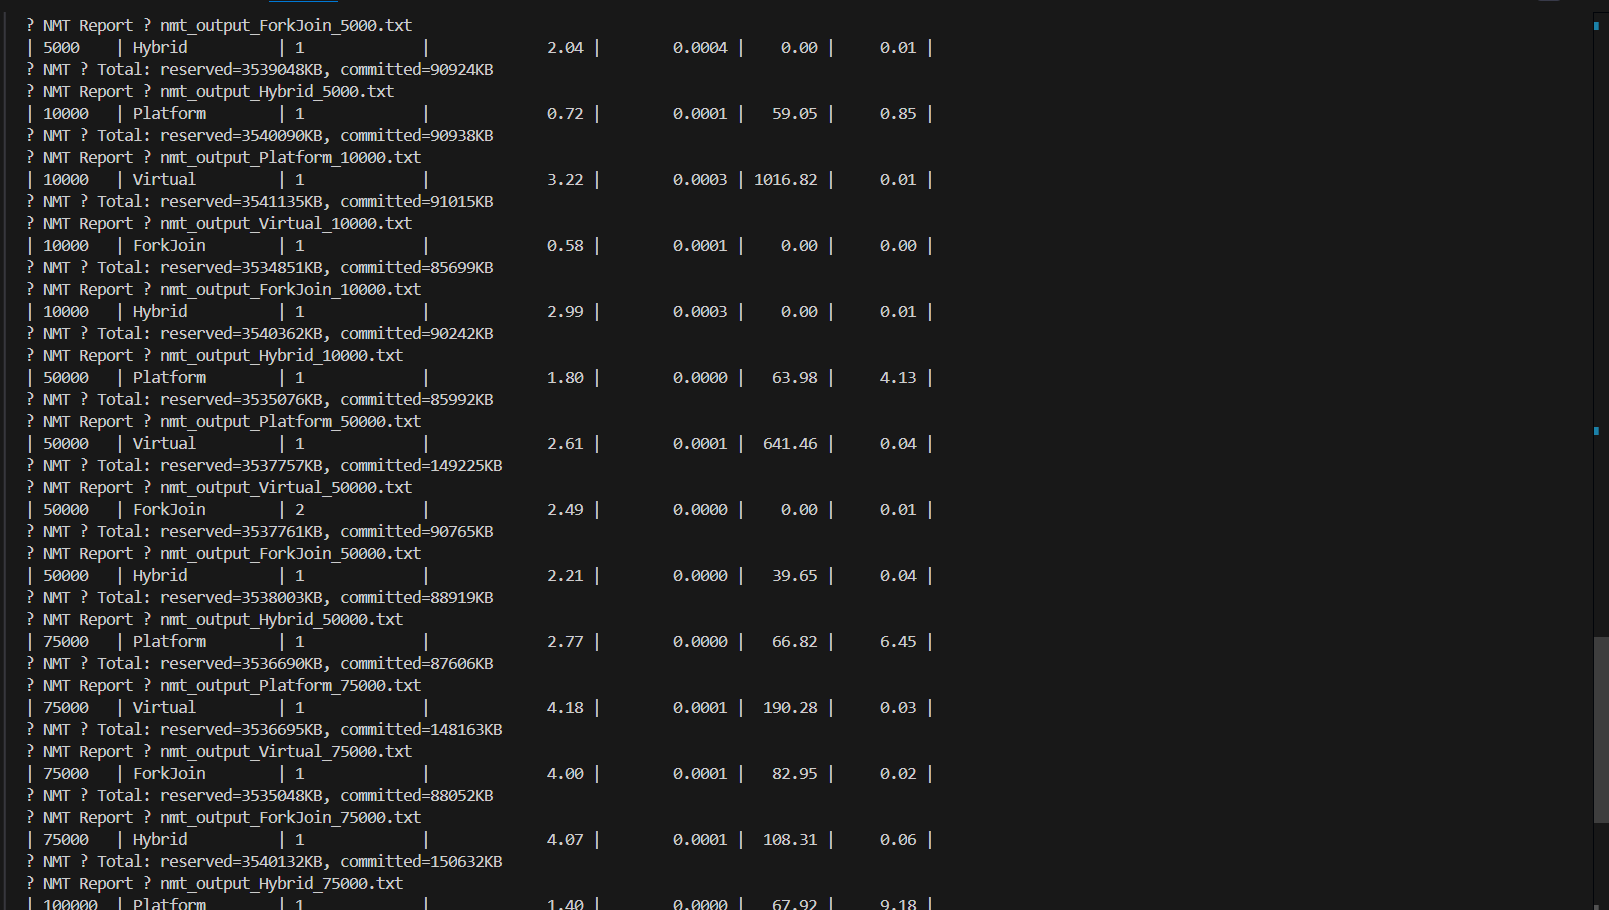 ? NMT Report ? nmt_output_ForkJoin_5000.txt
| 5000    | Hybrid          | 1             |             2.04 |        0.0004 |    0.00 |     0.01 |
? NMT ? Total: reserved=3539048KB, committed=90924KB
? NMT Report ? nmt_output_Hybrid_5000.txt
| 10000   | Platform        | 1             |             0.72 |        0.0001 |   59.05 |     0.85 |
? NMT ? Total: reserved=3540090KB, committed=90938KB
? NMT Report ? nmt_output_Platform_10000.txt
| 10000   | Virtual         | 1             |             3.22 |        0.0003 | 1016.82 |     0.01 |
? NMT ? Total: reserved=3541135KB, committed=91015KB
? NMT Report ? nmt_output_Virtual_10000.txt
| 10000   | ForkJoin        | 1             |             0.58 |        0.0001 |    0.00 |     0.00 |
? NMT ? Total: reserved=3534851KB, committed=85699KB
? NMT Report ? nmt_output_ForkJoin_10000.txt
| 10000   | Hybrid          | 1             |             2.99 |        0.0003 |    0.00 |     0.01 |
? NMT ? Total: reserved=3540362KB, committed=90242KB
? NMT Report ? nmt_output_Hybrid_10000.txt
| 50000   | Platform        | 1             |             1.80 |        0.0000 |   63.98 |     4.13 |
? NMT ? Total: reserved=3535076KB, committed=85992KB
? NMT Report ? nmt_output_Platform_50000.txt
| 50000   | Virtual         | 1             |             2.61 |        0.0001 |  641.46 |     0.04 |
? NMT ? Total: reserved=3537757KB, committed=149225KB
? NMT Report ? nmt_output_Virtual_50000.txt
| 50000   | ForkJoin        | 2             |             2.49 |        0.0000 |    0.00 |     0.01 |
? NMT ? Total: reserved=3537761KB, committed=90765KB
? NMT Report ? nmt_output_ForkJoin_50000.txt
| 50000   | Hybrid          | 1             |             2.21 |        0.0000 |   39.65 |     0.04 |
? NMT ? Total: reserved=3538003KB, committed=88919KB
? NMT Report ? nmt_output_Hybrid_50000.txt
| 75000   | Platform        | 1             |             2.77 |        0.0000 |   66.82 |     6.45 |
? NMT ? Total: reserved=3536690KB, committed=87606KB
? NMT Report ? nmt_output_Platform_75000.txt
| 75000   | Virtual         | 1             |             4.18 |        0.0001 |  190.28 |     0.03 |
? NMT ? Total: reserved=3536695KB, committed=148163KB
? NMT Report ? nmt_output_Virtual_75000.txt
| 75000   | ForkJoin        | 1             |             4.00 |        0.0001 |   82.95 |     0.02 |
? NMT ? Total: reserved=3535048KB, committed=88052KB
? NMT Report ? nmt_output_ForkJoin_75000.txt
| 75000   | Hybrid          | 1             |             4.07 |        0.0001 |  108.31 |     0.06 |
? NMT ? Total: reserved=3540132KB, committed=150632KB
? NMT Report ? nmt_output_Hybrid_75000.txt
| 100000  | Platform        | 1             |             1.40 |        0.0000 |   67.92 |     9.18 |